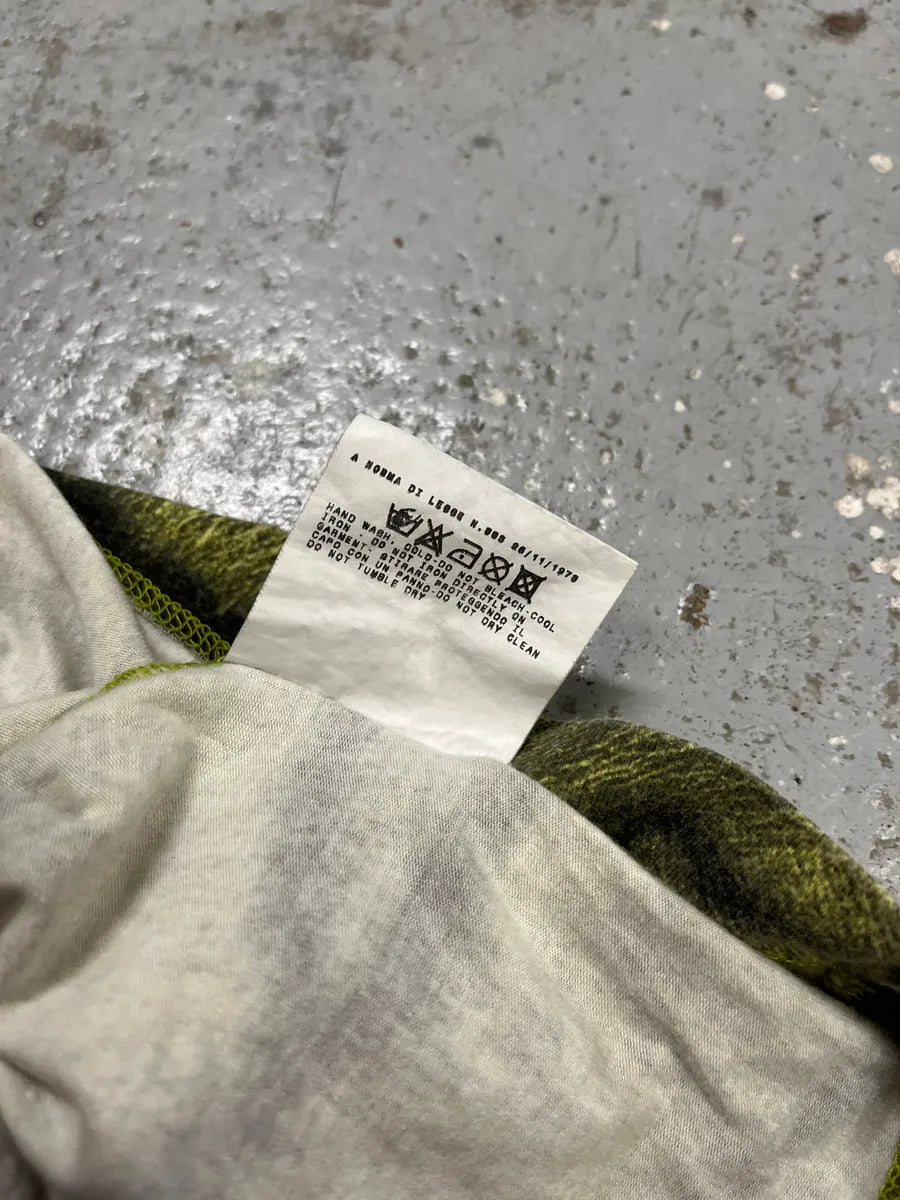 A NORMA DI LEGGE N.883 26/11/1973
HAND WASH, COLD-DO NOT BLEACH-COOL
IRON - DO NOT IRON DIRECTLY ON
GARMENT- STIRARE PROTEGGENDO IL
CAPO CON UN PANNO-DO NOT DRY CLEAN
DO NOT TUMBLE DRY